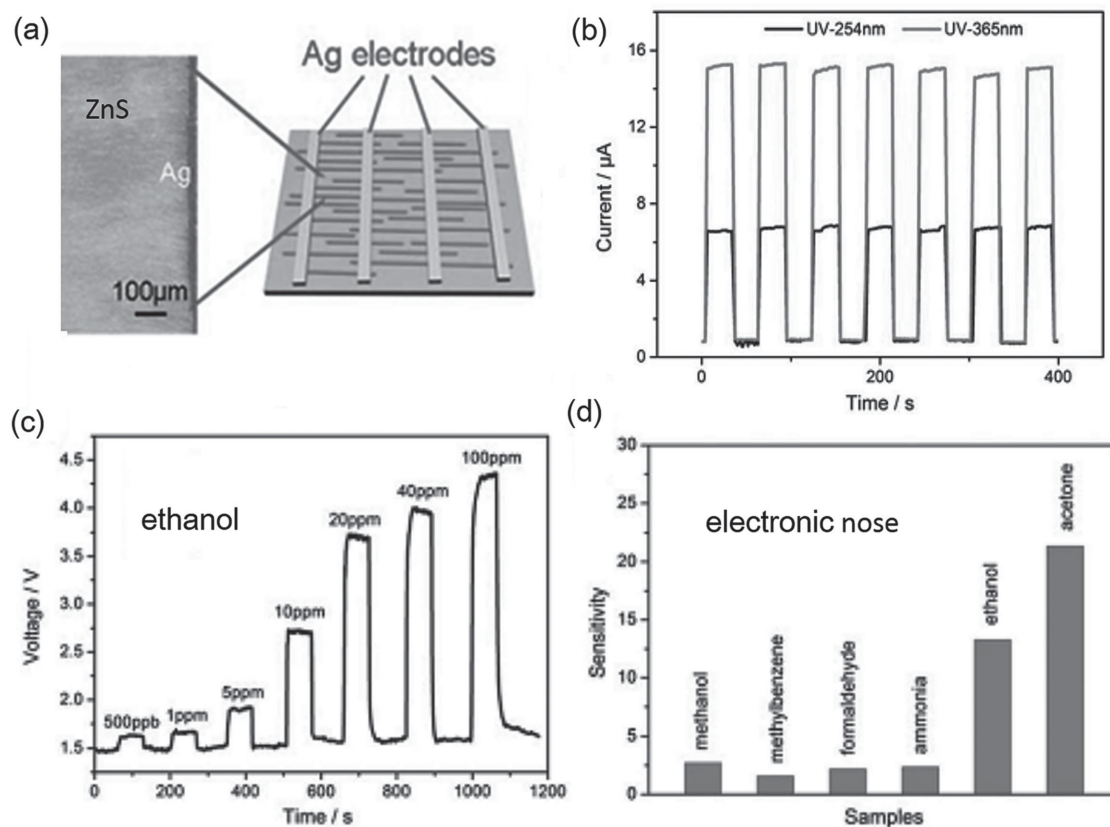 (a)
Ag electrodes
ZnS
Ag
100μm
(b)
UV-254nm UV-365nm
16
12
8
4
0
Current / μA
0 200 400
Time / s
(c)
ethanol
4.5
4.0
3.5
3.0
2.5
2.0
1.5
Voltage / V
500ppb
1ppm
5ppm
10ppm
20ppm
40ppm
100ppm
0 200 400 600 800 1000 1200
Time / s
(d)
electronic nose
30
25
20
15
10
5
0
Sensitivity
methanol
methylbenzene
formaldehyde
ammonia
ethanol
acetone
Samples